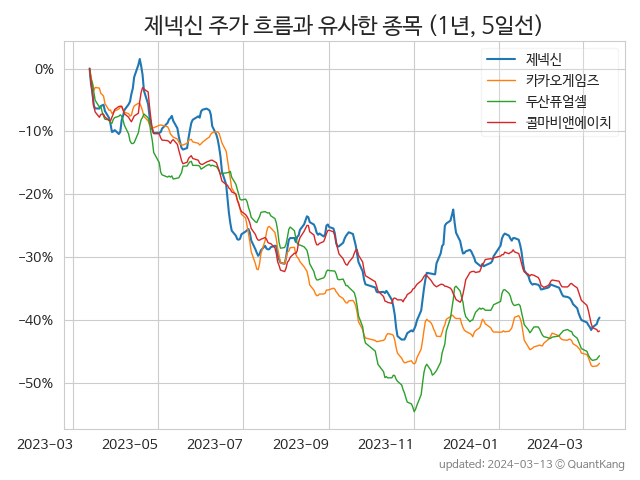 제넥신 주가 흐름과 유사한 종목 (1년, 5일선)
제넥신
카카오게임즈
두산퓨얼셀
콜마비앤에이치
0%
−10%
−20%
−30%
−40%
−50%
2023−03
2023−05
2023−07
2023−09
2023−11
2024−01
2024−03
updated: 2024-03-13 © QuantKang